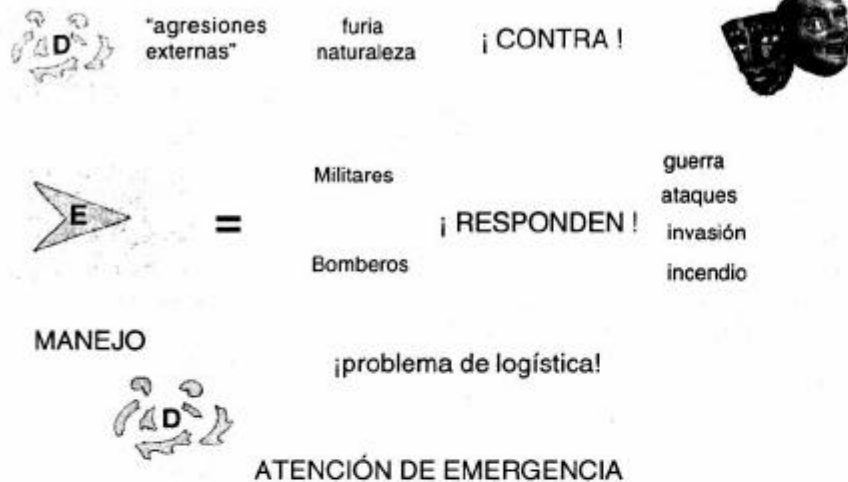 D
"agresiones
externas"
furia
naturaleza
¡ CONTRA !
E
=
Militares
Bomberos
¡ RESPONDEN !
guerra
ataques
invasión
incendio
MANEJO
D
¡problema de logística!
ATENCIÓN DE EMERGENCIA